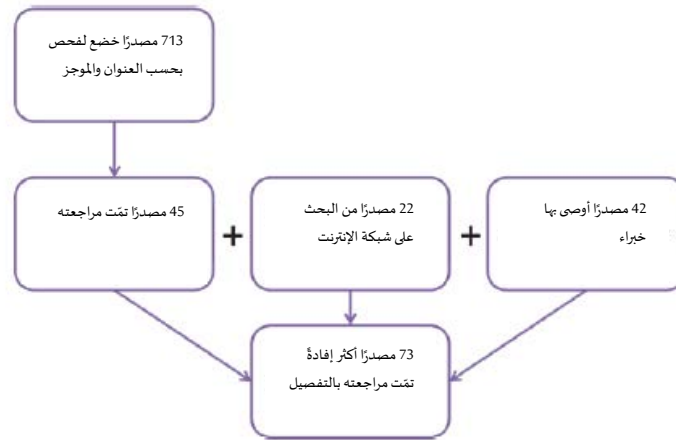 713 مصدرًا خضع لفحص
بحسب العنوان والموجز
42 مصدرًا أوصى بها
خبراء
+
22 مصدرًا من البحث
على شبكة الإنترنت
+
45 مصدرًا تمّت مراجعته
73 مصدرًا أكثر إفادةً
تمّت مراجعته بالتفصيل